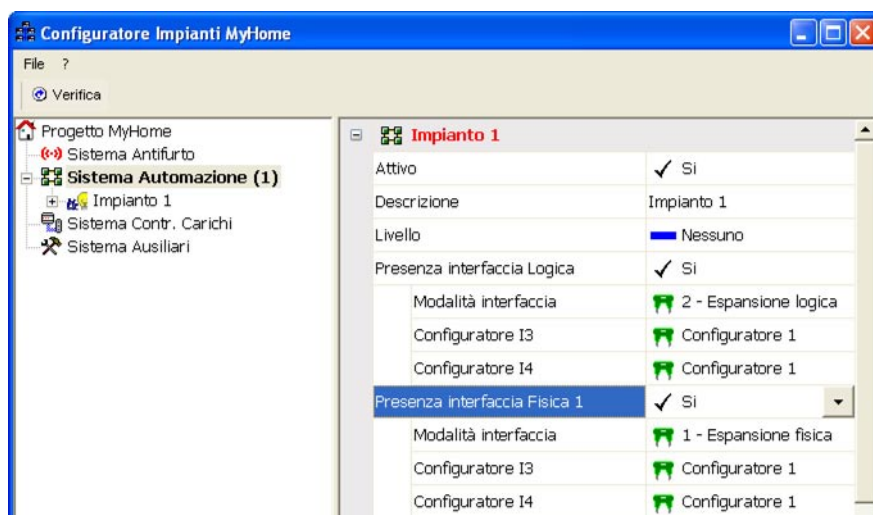 Configuratore Impianti MyHome
File ?
Verifica
Progetto MyHome
Sistema Antifurto
Sistema Automazione (1)
Impianto 1
Sistema Contr. Carichi
Sistema Ausiliari
Impianto 1
Attivo Si
Descrizione Impianto 1
Livello Nessuno
Presenza interfaccia Logica Si
Modalità interfaccia 2 - Espansione logica
Configuratore I3 Configuratore 1
Configuratore I4 Configuratore 1
Presenza interfaccia Fisica 1 Si
Modalità interfaccia 1 - Espansione fisica
Configuratore I3 Configuratore 1
Configuratore I4 Configuratore 1